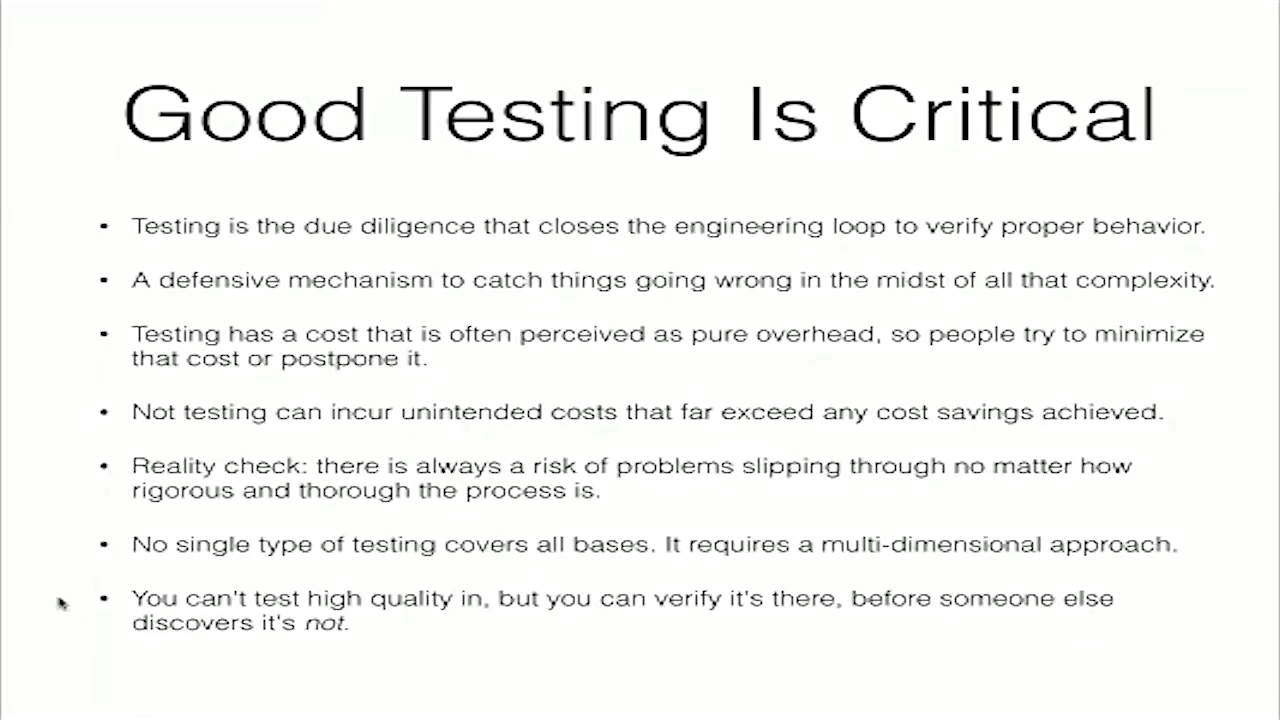 Good Testing Is Critical
• Testing is the due diligence that closes the engineering loop to verify proper behavior.
• A defensive mechanism to catch things going wrong in the midst of all that complexity.
• Testing has a cost that is often perceived as pure overhead, so people try to minimize
that cost or postpone it.
• Not testing can incur unintended costs that far exceed any cost savings achieved.
• Reality check: there is always a risk of problems slipping through no matter how
rigorous and thorough the process is.
• No single type of testing covers all bases. It requires a multi-dimensional approach.
• You can't test high quality in, but you can verify it's there, before someone else
discovers it's not.